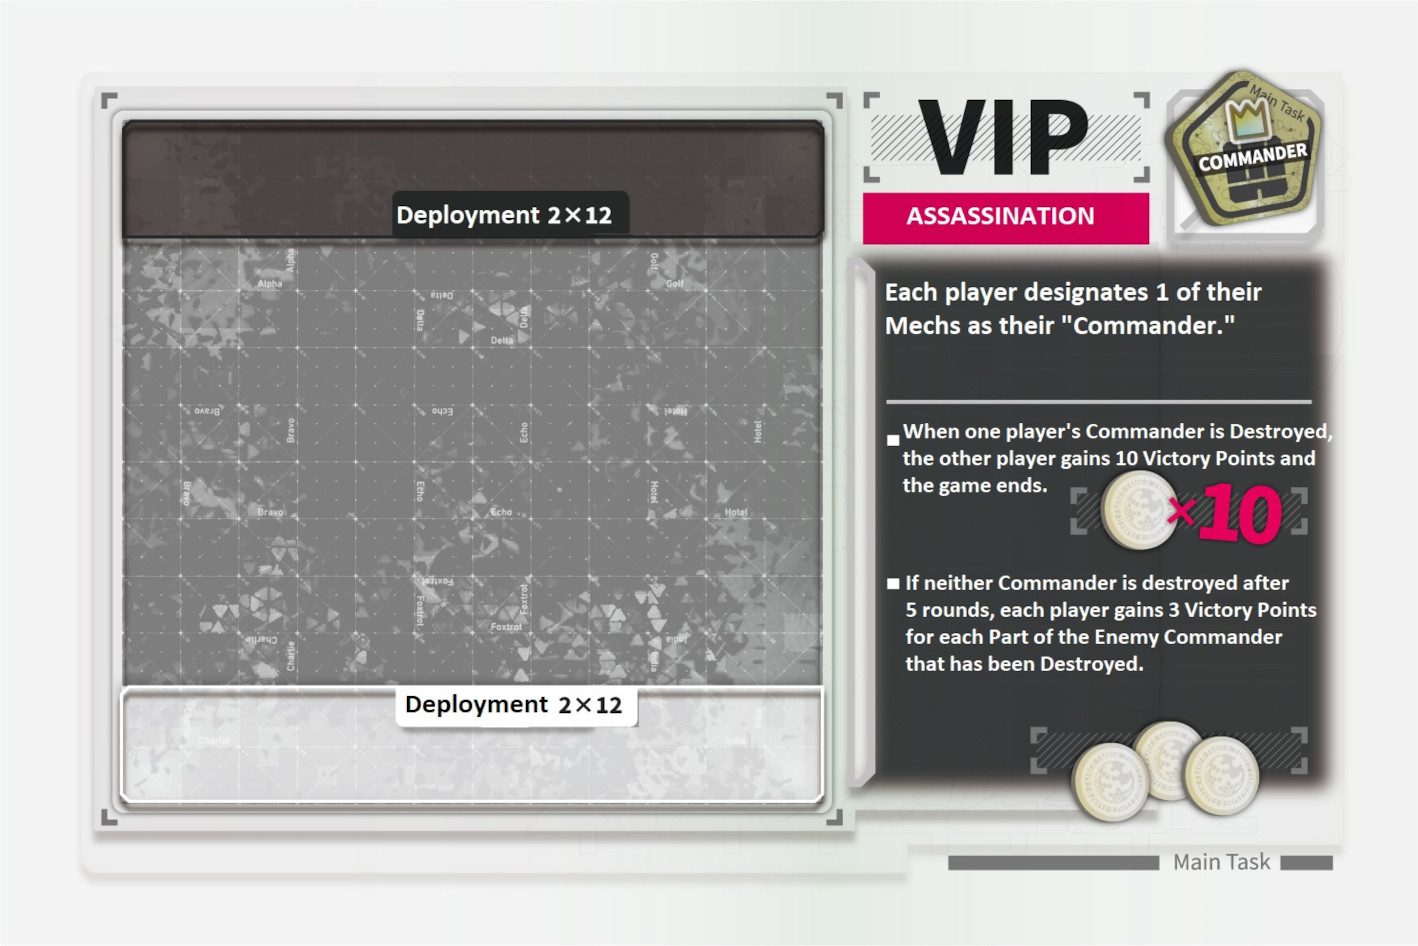 VIP
ASSASSINATION
Main Task
COMMANDER
Deployment 2×12
Alpha
Alpha
Golf
Golf
Delta
Delta
Delta
Delta
Bravo
Bravo
Bravo
Bravo
Echo
Echo
Echo
Echo
Hotel
Hotel
Hotel
Hotel
Foxtrot
Foxtrot
Foxtrot
Foxtrot
Charlie
Charlie
India
India
Deployment 2×12
Charlie
Each player designates 1 of their
Mechs as their "Commander."
When one player's Commander is Destroyed,
the other player gains 10 Victory Points and
the game ends.
×10
If neither Commander is destroyed after
5 rounds, each player gains 3 Victory Points
for each Part of the Enemy Commander
that has been Destroyed.
Main Task